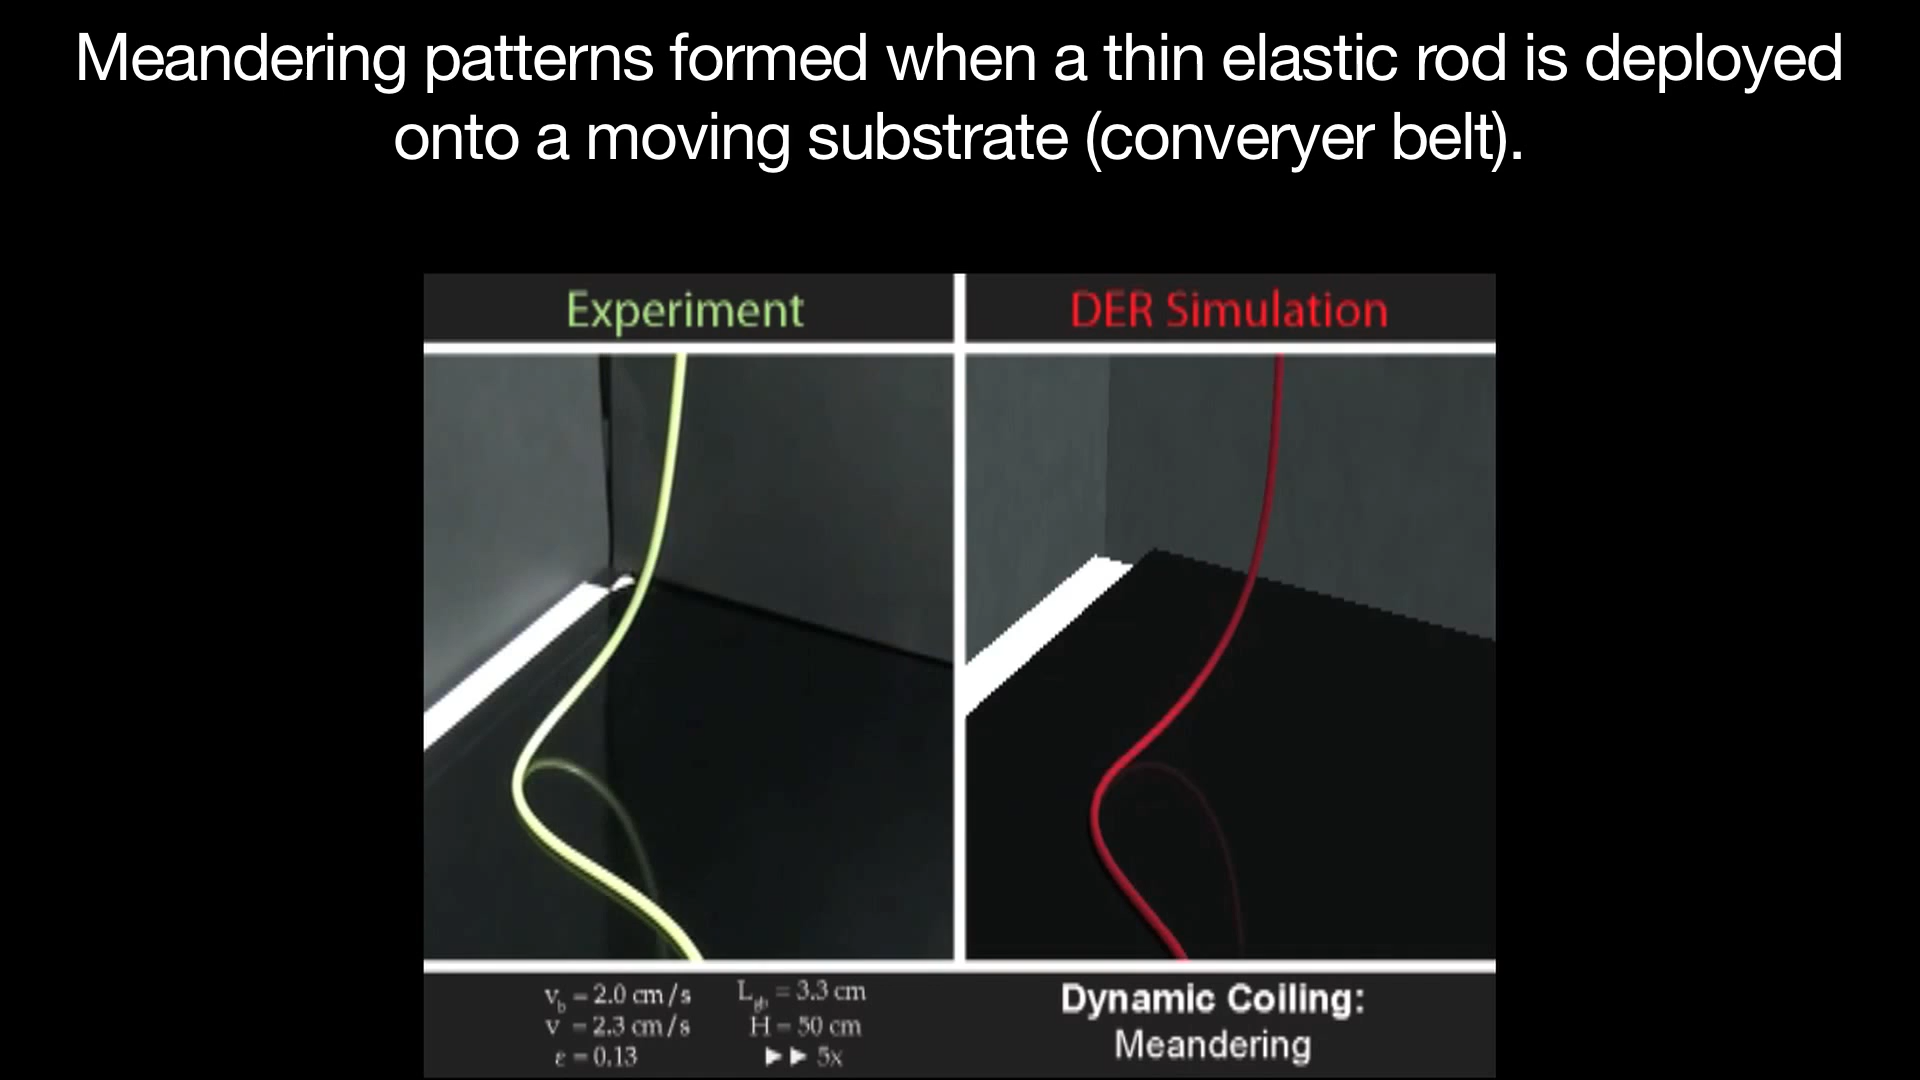 Meandering patterns formed when a thin elastic rod is deployed
onto a moving substrate (converyer belt).
Experiment
DER Simulation
v_b = 2.0 cm/s
L_gb = 3.3 cm
v = 2.3 cm/s
H = 50 cm
ε = 0.13
►► 5x
Dynamic Coiling:
Meandering